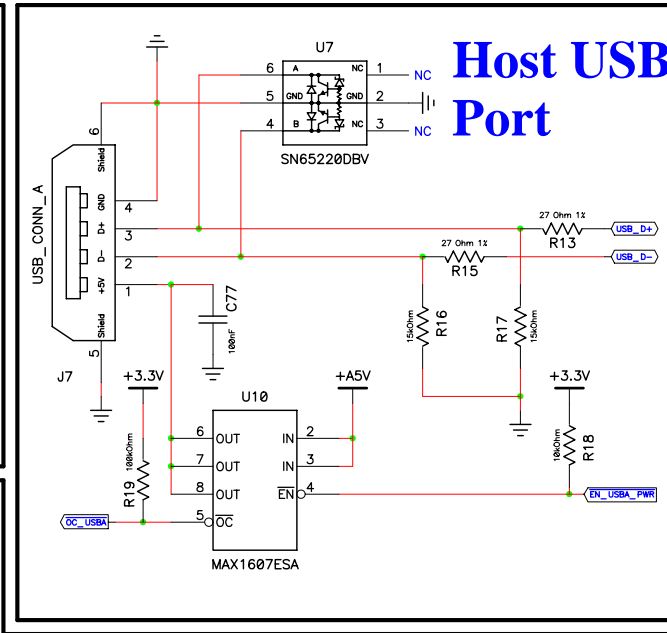 Host USB
Port
U7
6 A NC 1 NC
5 GND GND 2
4 B NC 3 NC
SN65220DBV
USB_CONN_A
6
Shield
GND 4
D+ 3
D- 2
+5V 1
Shield
5
J7
27 Ohm 1%
R13
USB_D+
27 Ohm 1%
R15
USB_D-
C77
100nF
15kOhm
R16
R17
15kOhm
+3.3V
U10
+A5V
+3.3V
6 OUT IN 2
7 OUT IN 3
8 OUT EN 4
5 OC
MAX1607ESA
R19
100kOhm
10kOhm
R18
OC_USBA
EN_USBA_PWR